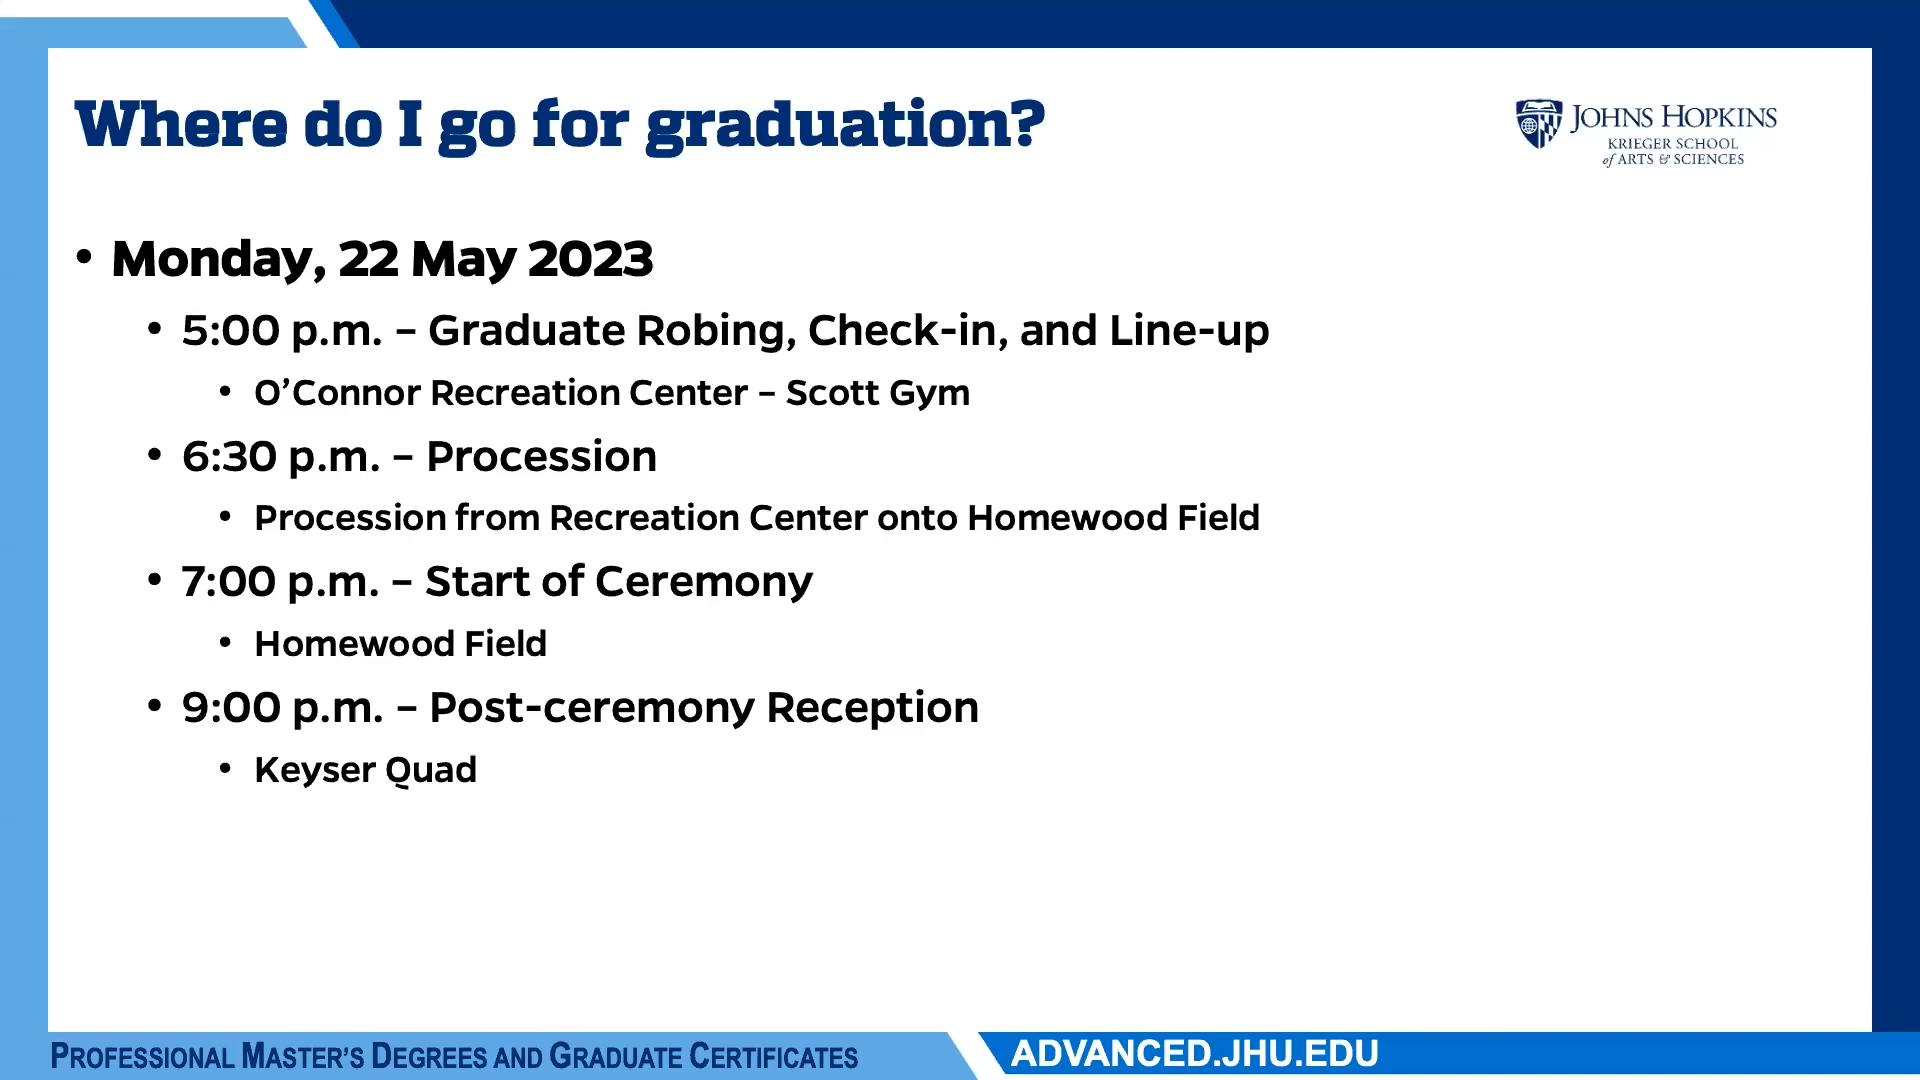 Where do I go for graduation?
JOHNS HOPKINS
KRIEGER SCHOOL
of ARTS & SCIENCES
• Monday, 22 May 2023
• 5:00 p.m. – Graduate Robing, Check-in, and Line-up
• O’Connor Recreation Center – Scott Gym
• 6:30 p.m. – Procession
• Procession from Recreation Center onto Homewood Field
• 7:00 p.m. – Start of Ceremony
• Homewood Field
• 9:00 p.m. – Post-ceremony Reception
• Keyser Quad
PROFESSIONAL MASTER’S DEGREES AND GRADUATE CERTIFICATES
ADVANCED.JHU.EDU